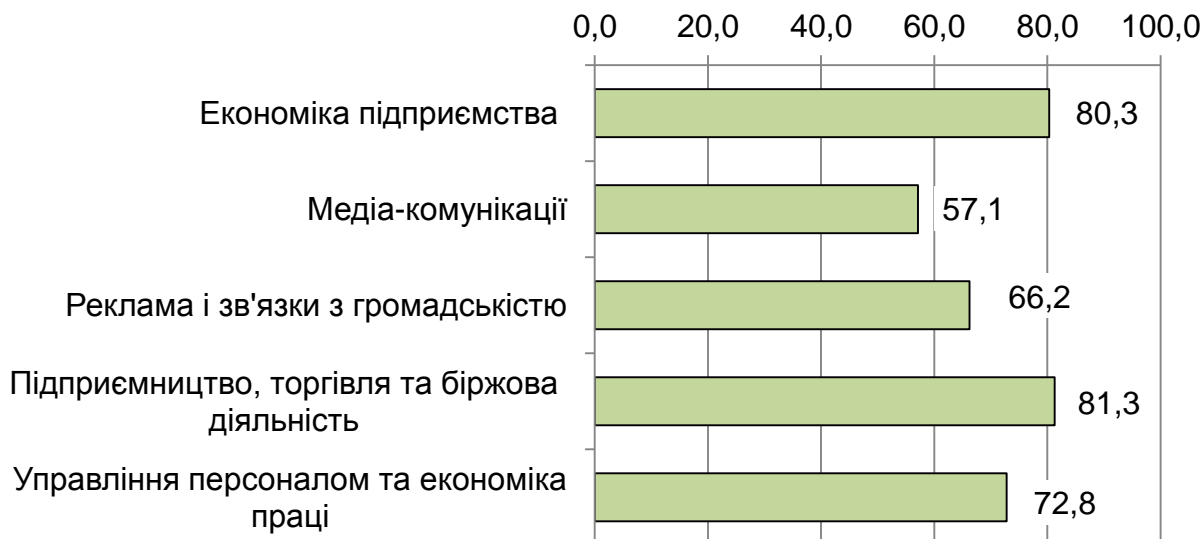 0,0 20,0 40,0 60,0 80,0 100,0
Економіка підприємства 80,3
Медіа-комунікації 57,1
Реклама і зв'язки з громадськістю 66,2
Підприємництво, торгівля та біржова
діяльність 81,3
Управління персоналом та економіка
праці 72,8